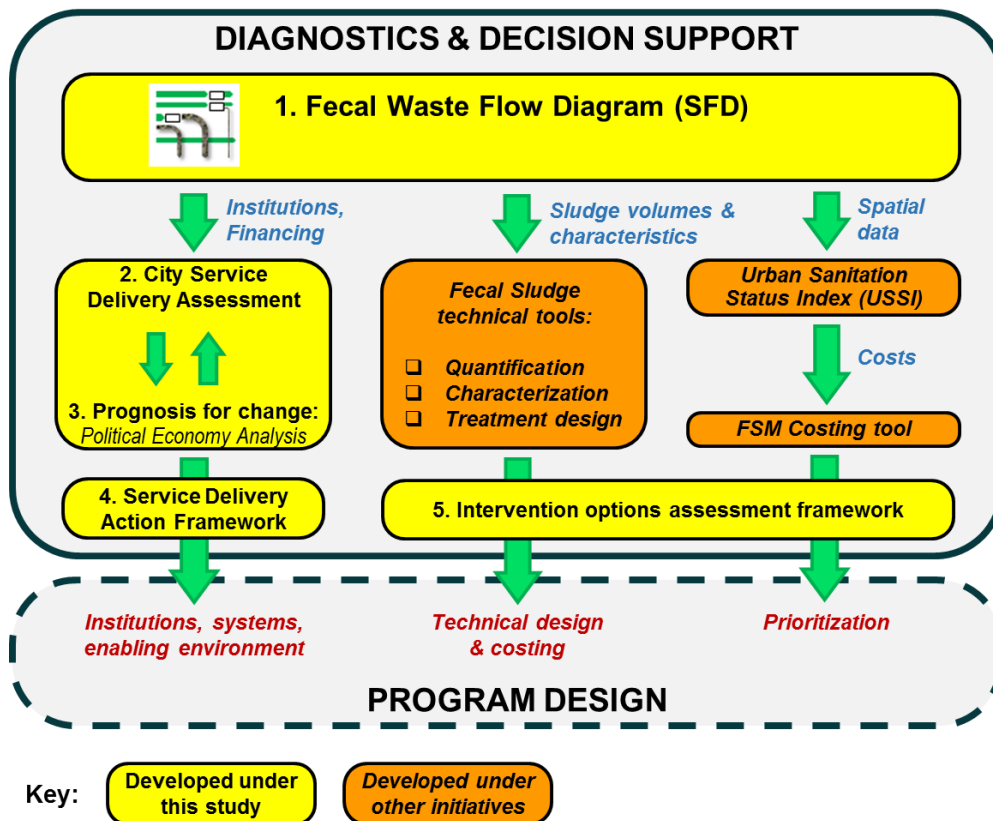 DIAGNOSTICS & DECISION SUPPORT
1. Fecal Waste Flow Diagram (SFD)
Institutions,
Financing
Sludge volumes &
characteristics
Spatial
data
2. City Service
Delivery Assessment
3. Prognosis for change:
Political Economy Analysis
Fecal Sludge
technical tools:
❑ Quantification
❑ Characterization
❑ Treatment design
Urban Sanitation
Status Index (USSI)
Costs
FSM Costing tool
4. Service Delivery
Action Framework
5. Intervention options assessment framework
Institutions, systems,
enabling environment
Technical design
& costing
Prioritization
PROGRAM DESIGN
Key:
Developed under
this study
Developed under
other initiatives